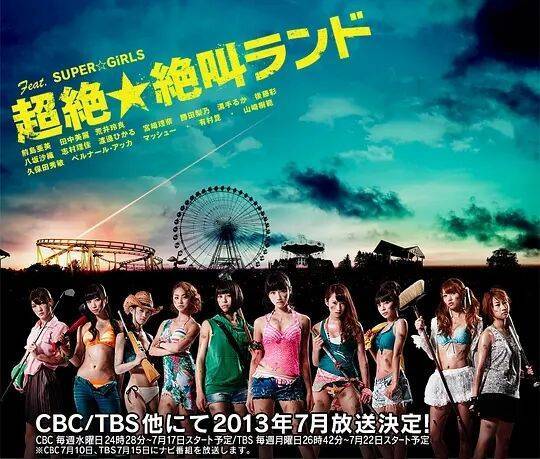 Feat. SUPER☆GiRLS
超絶★絶叫ランド
前島亜美 田中美麗 荒井玲良
八坂沙織 志村理佳 渡邉ひかる 宮崎理奈 勝田梨乃 溝手るか 後藤彩
久保田秀敏 ベルナール・アッカ マッシュー・有村昆・山崎樹範
CBC/TBS他にて2013年7月放送決定!
CBC 毎週水曜日24時28分~7月17日スタート予定/TBS 毎週月曜日26時42分~7月22日スタート予定
※CBC7月10日、TBS7月15日にナビ番組を放送します。